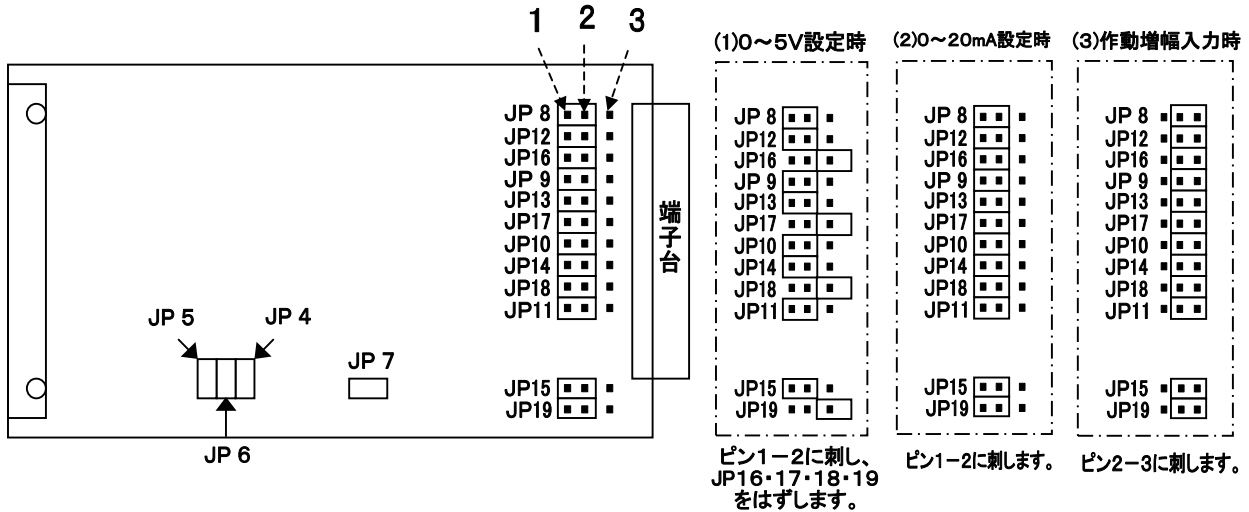 1 2 3
JP 8
JP12
JP16
JP 9
JP13
JP17
JP10
JP14
JP18
JP11
JP15
JP19
端子台
JP 5
JP 4
JP 7
JP 6
(1)0～5V設定時
JP 8
JP12
JP16
JP 9
JP13
JP17
JP10
JP14
JP18
JP11
JP15
JP19
ピン1－2に刺し、
JP16・17・18・19
をはずします。
(2)0～20mA設定時
JP 8
JP12
JP16
JP 9
JP13
JP17
JP10
JP14
JP18
JP11
JP15
JP19
ピン1－2に刺します。
(3)作動増幅入力時
JP 8
JP12
JP16
JP 9
JP13
JP17
JP10
JP14
JP18
JP11
JP15
JP19
ピン2－3に刺します。